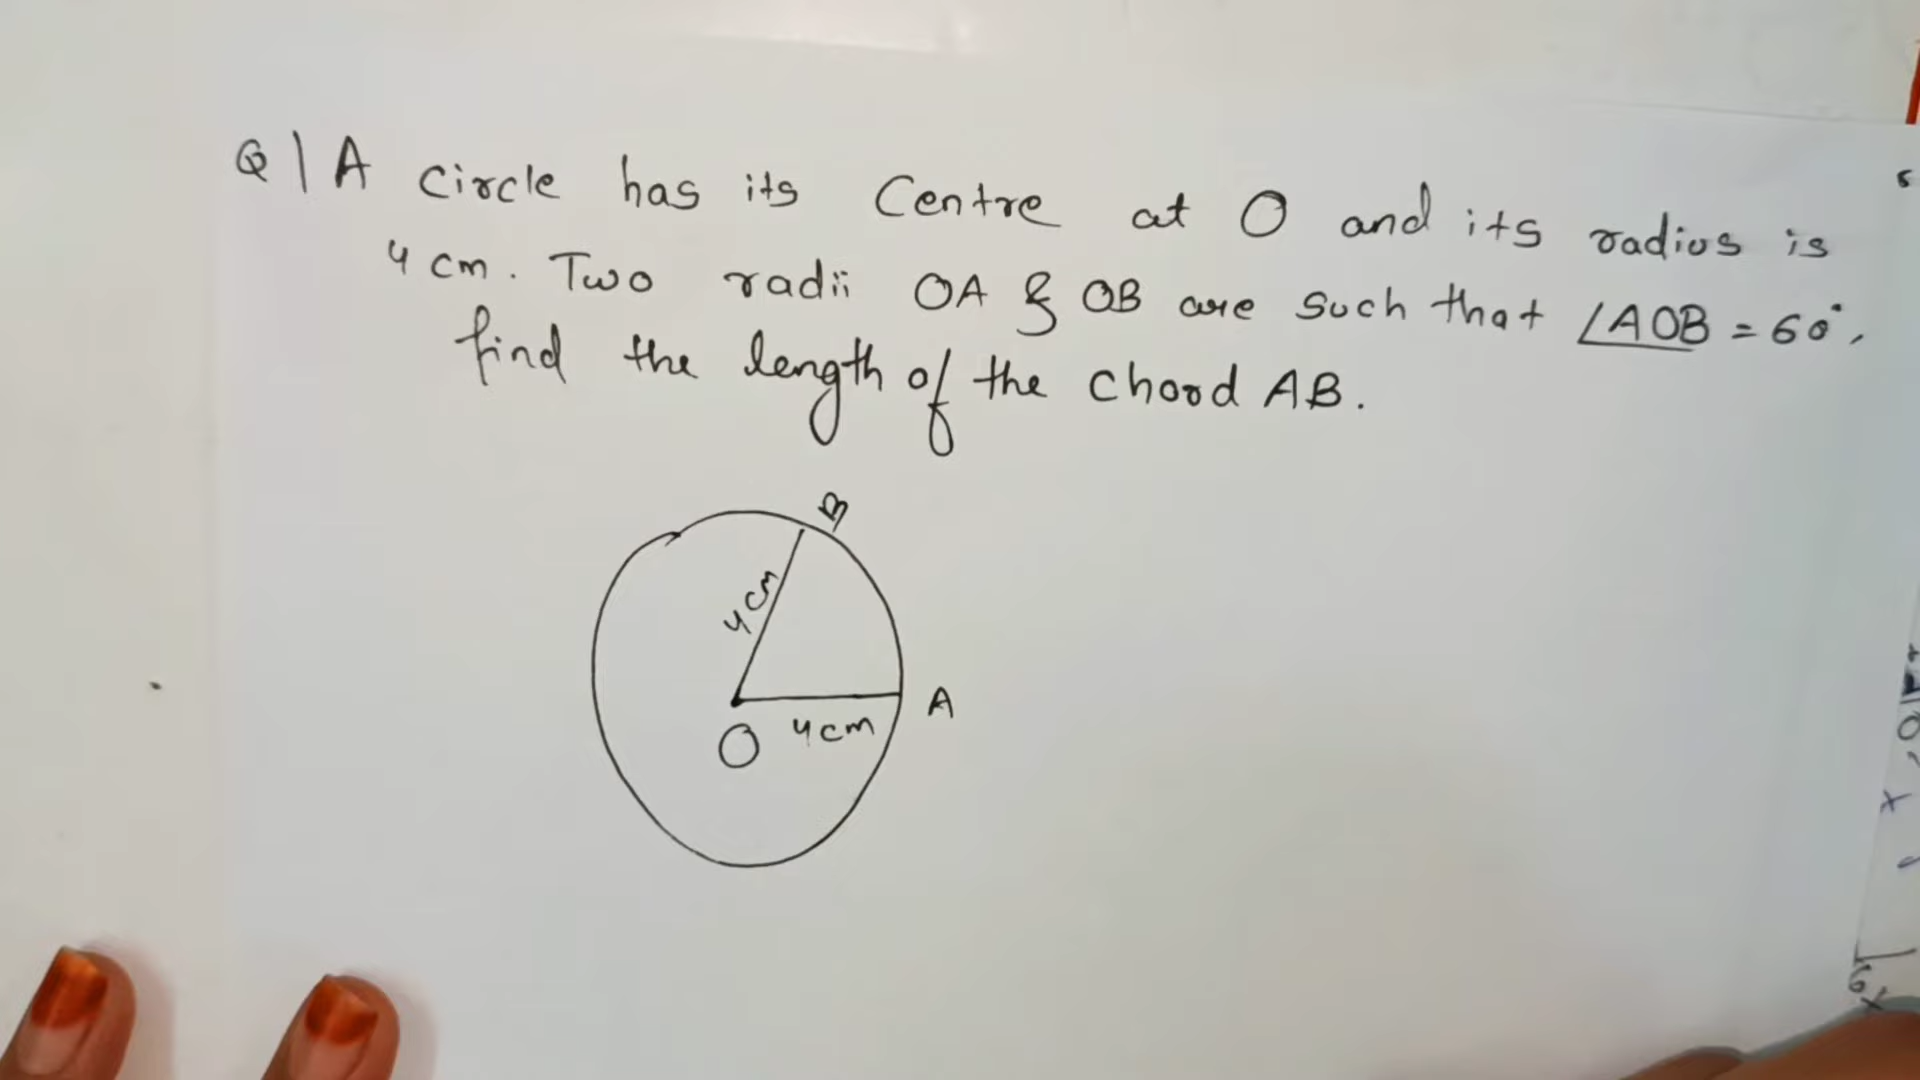 Q | A circle has its Centre at O and its radius is
4 cm. Two radii OA & OB are such that ∠AOB = 60°,
find the length of the chord AB.
B
4cm
A
O 4cm